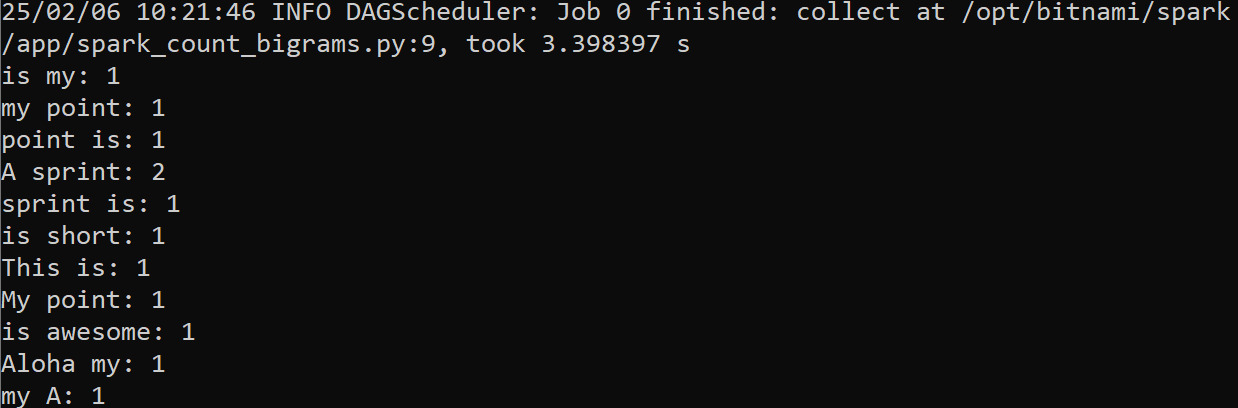 25/02/06 10:21:46 INFO DAGScheduler: Job 0 finished: collect at /opt/bitnami/spark
/app/spark_count_bigrams.py:9, took 3.398397 s
is my: 1
my point: 1
point is: 1
A sprint: 2
sprint is: 1
is short: 1
This is: 1
My point: 1
is awesome: 1
Aloha my: 1
my A: 1